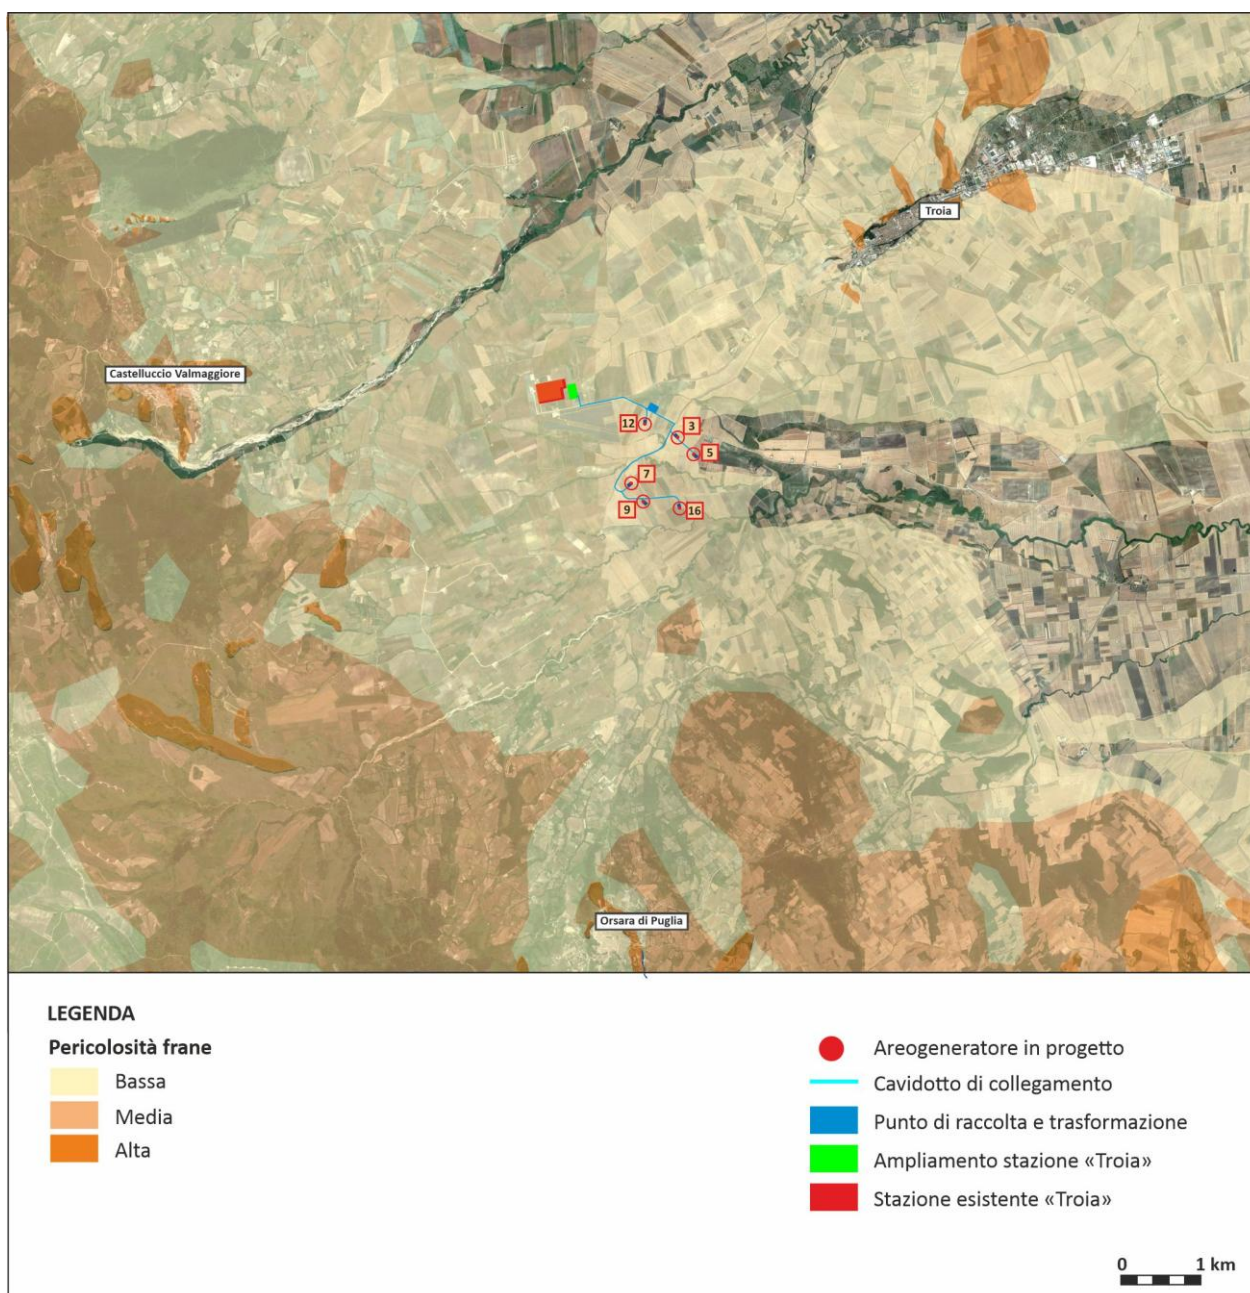 Troia
Castelluccio Valmaggiore
12
3
5
7
9
16
Orsara di Puglia
LEGENDA
Pericolosità frane
Bassa
Media
Alta
Areogeneratore in progetto
Cavidotto di collegamento
Punto di raccolta e trasformazione
Ampliamento stazione «Troia»
Stazione esistente «Troia»
0 1 km